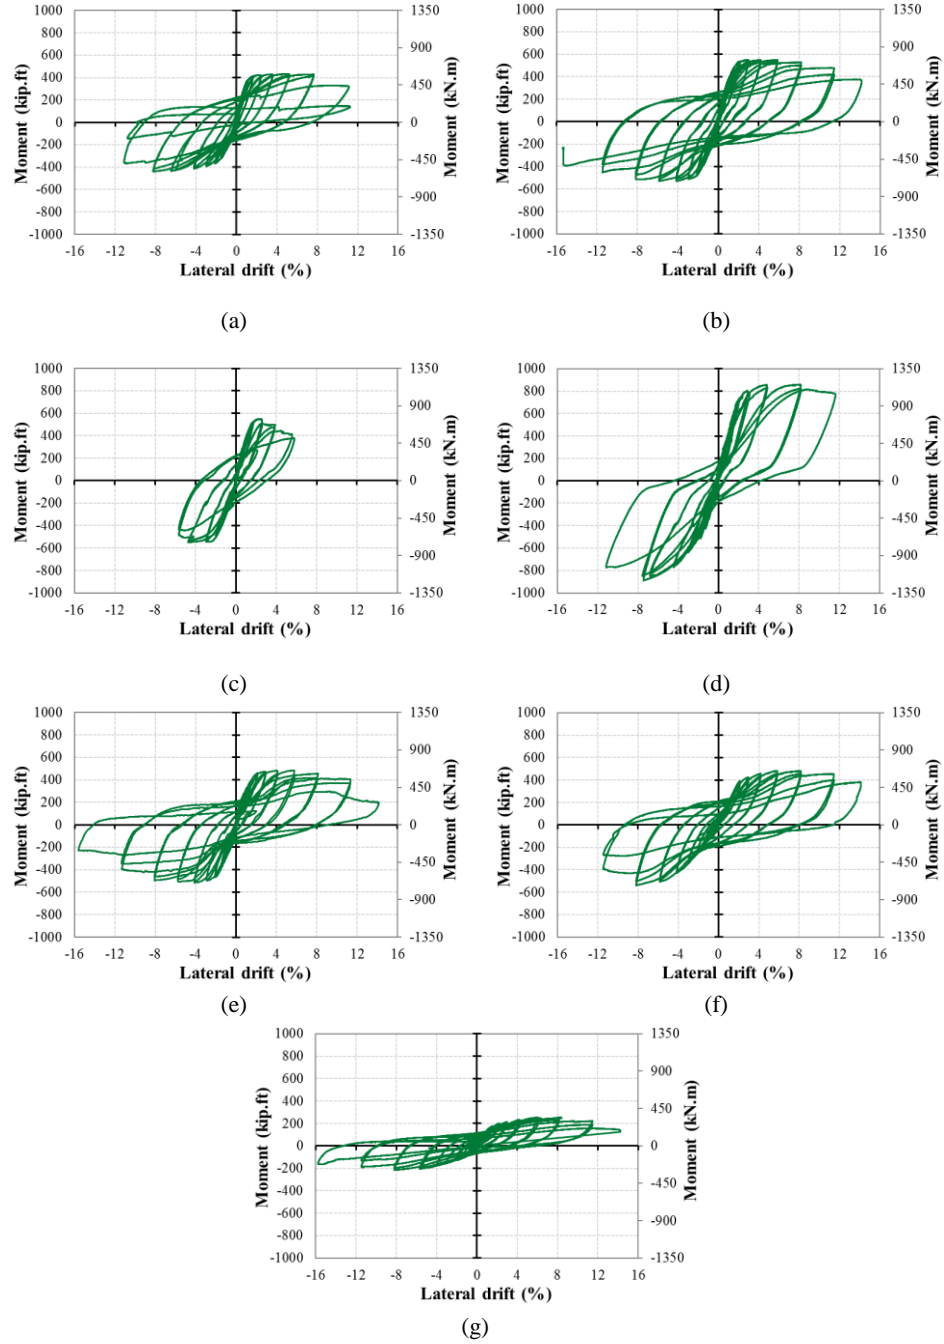 1000 1350 1000 1350
800 800
600 900 600 900
400 450 400 450
200 200
0 0 0 0
-200 -200
-400 -450 -400 -450
-600 -900 -600 -900
-800 -800
-1000 -1350 -1000 -1350
Moment (kip.ft) Moment (kN.m) Moment (kip.ft) Moment (kN.m)
-16 -12 -8 -4 0 4 8 12 16 -16 -12 -8 -4 0 4 8 12 16
Lateral drift (%) Lateral drift (%)
(a) (b)
1000 1350 1000 1350
800 800
600 900 600 900
400 450 400 450
200 200
0 0 0 0
-200 -200
-400 -450 -400 -450
-600 -900 -600 -900
-800 -800
-1000 -1350 -1000 -1350
Moment (kip.ft) Moment (kN.m) Moment (kip.ft) Moment (kN.m)
-16 -12 -8 -4 0 4 8 12 16 -16 -12 -8 -4 0 4 8 12 16
Lateral drift (%) Lateral drift (%)
(c) (d)
1000 1350 1000 1350
800 800
600 900 600 900
400 450 400 450
200 200
0 0 0 0
-200 -200
-400 -450 -400 -450
-600 -900 -600 -900
-800 -800
-1000 -1350 -1000 -1350
Moment (kip.ft) Moment (kN.m) Moment (kip.ft) Moment (kN.m)
-16 -12 -8 -4 0 4 8 12 16 -16 -12 -8 -4 0 4 8 12 16
Lateral drift (%) Lateral drift (%)
(e) (f)
1000 1350
800
600 900
400 450
200
0 0
-200
-400 -450
-600 -900
-800
-1000 -1350
Moment (kip.ft) Moment (kN.m)
-16 -12 -8 -4 0 4 8 12 16
Lateral drift (%)
(g)